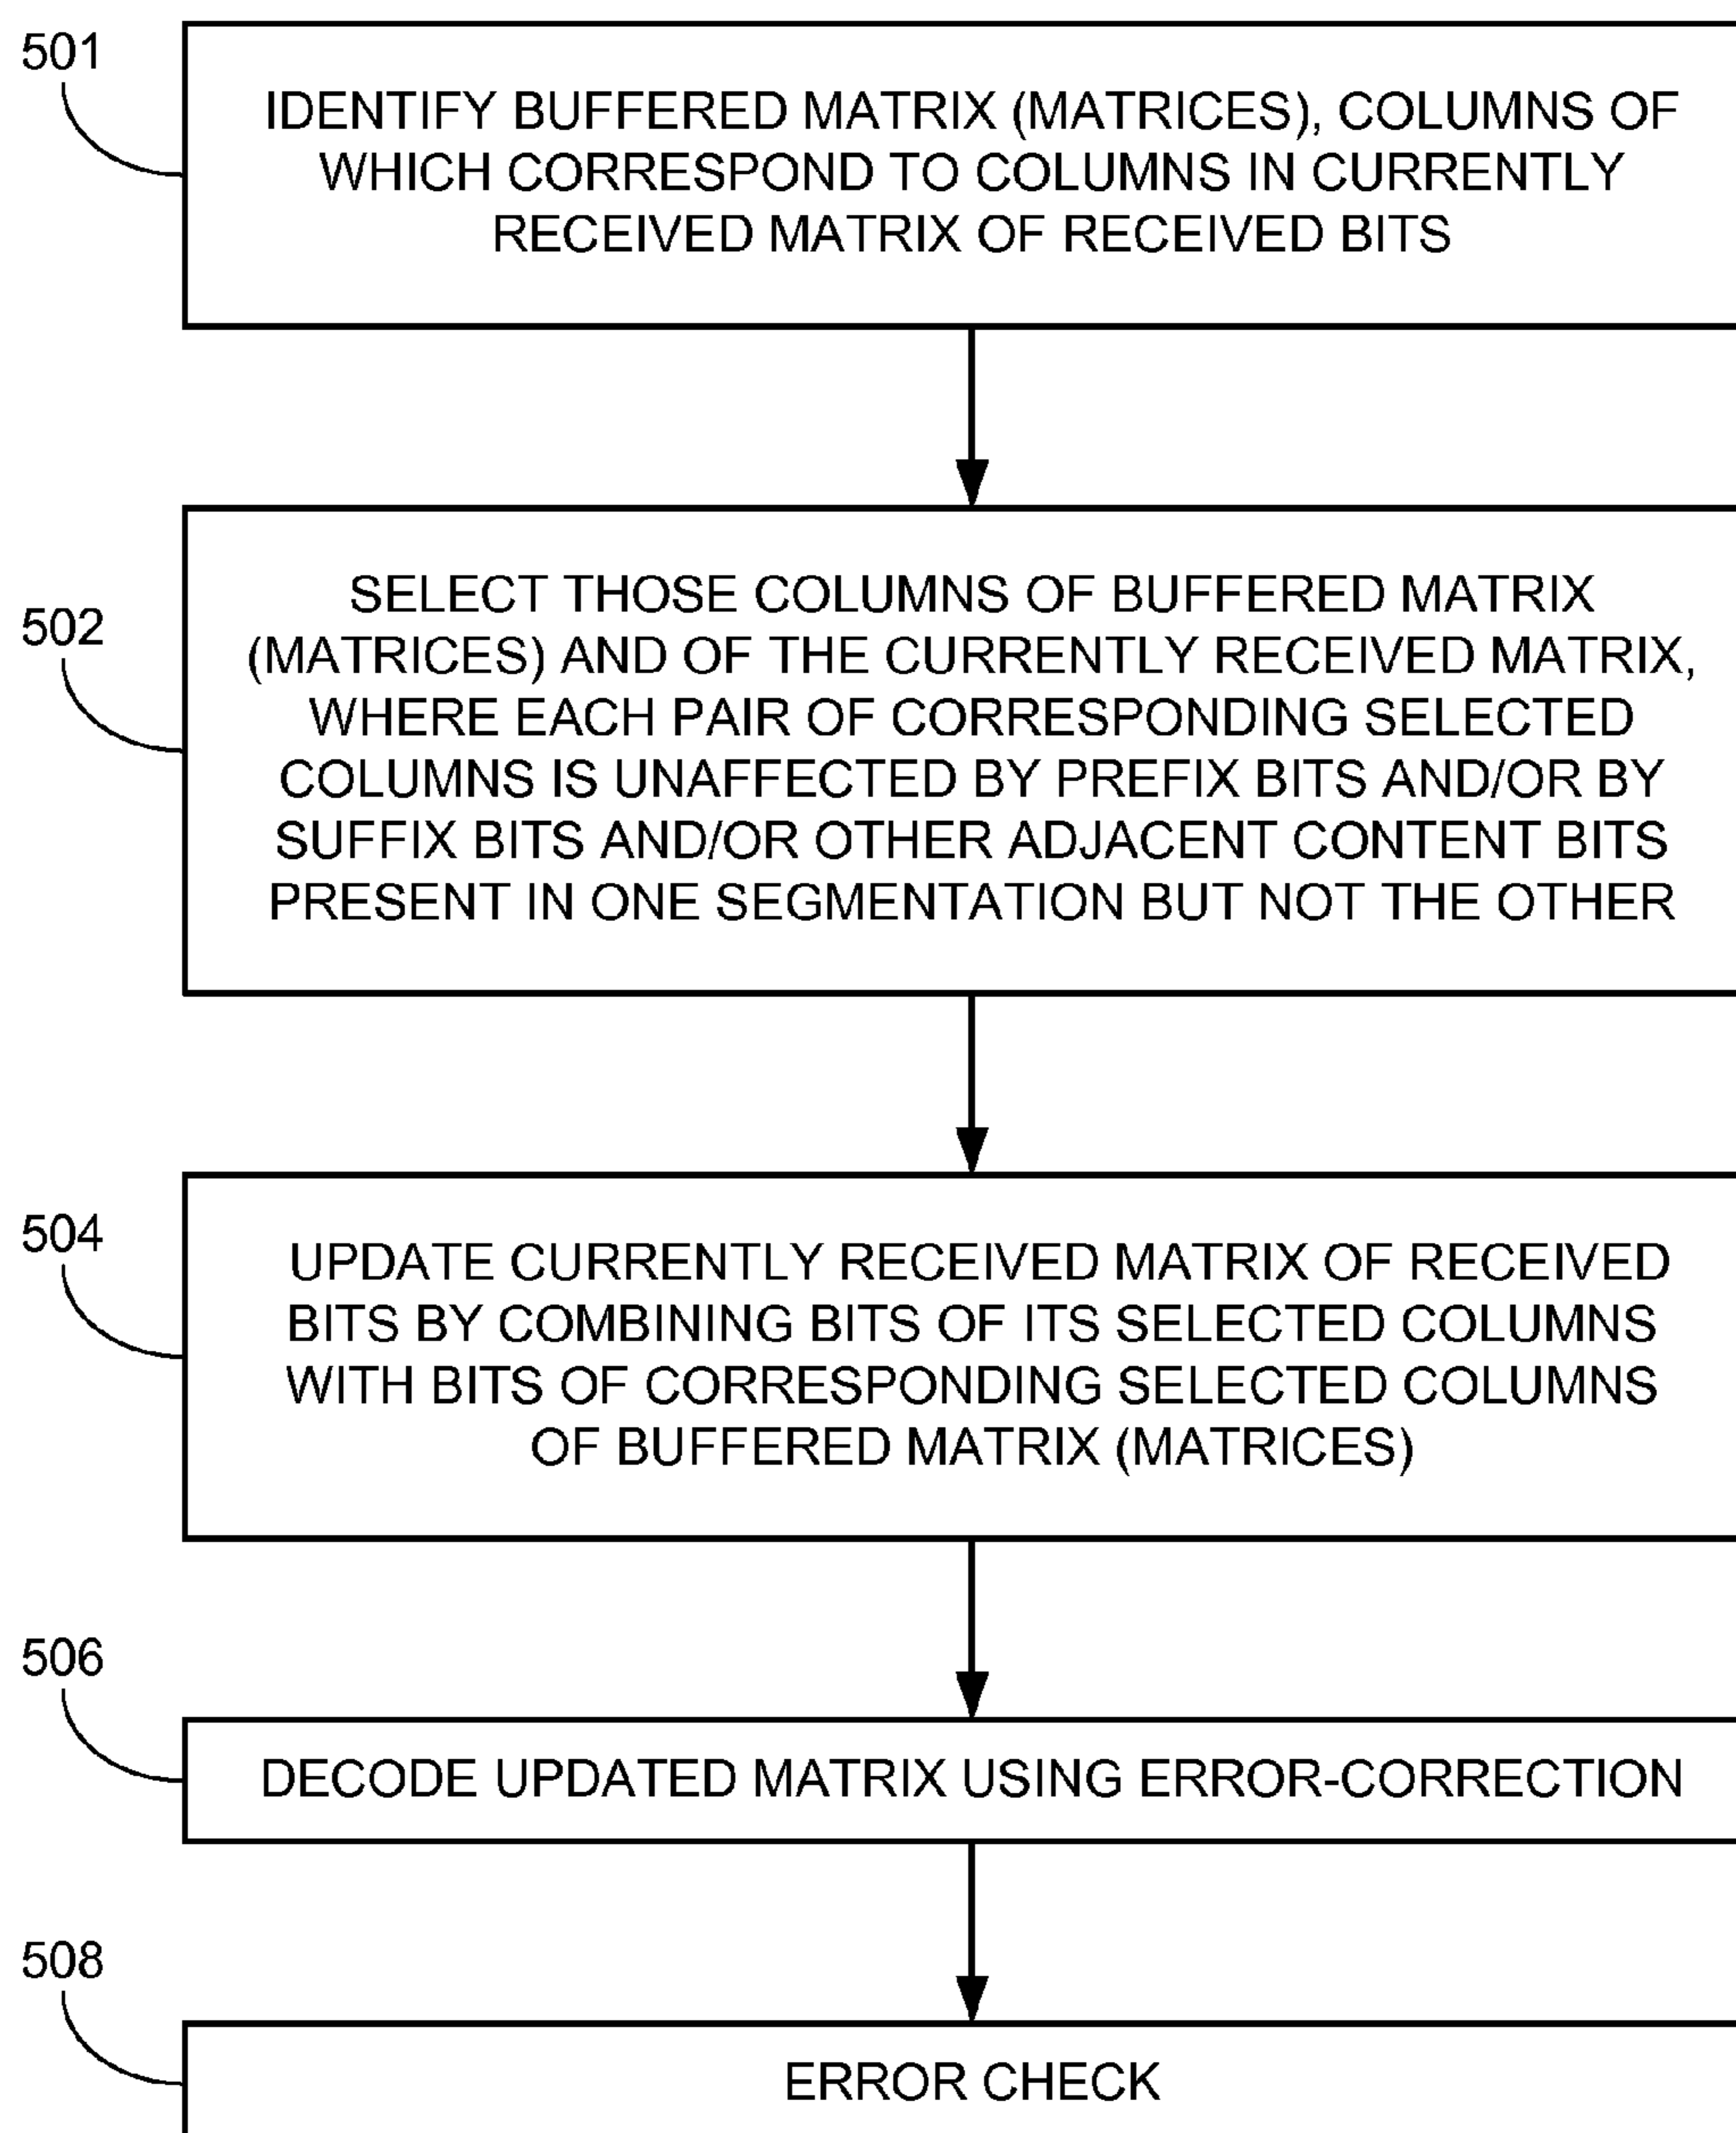 501
IDENTIFY BUFFERED MATRIX (MATRICES), COLUMNS OF
WHICH CORRESPOND TO COLUMNS IN CURRENTLY
RECEIVED MATRIX OF RECEIVED BITS
502
SELECT THOSE COLUMNS OF BUFFERED MATRIX
(MATRICES) AND OF THE CURRENTLY RECEIVED MATRIX,
WHERE EACH PAIR OF CORRESPONDING SELECTED
COLUMNS IS UNAFFECTED BY PREFIX BITS AND/OR BY
SUFFIX BITS AND/OR OTHER ADJACENT CONTENT BITS
PRESENT IN ONE SEGMENTATION BUT NOT THE OTHER
504
UPDATE CURRENTLY RECEIVED MATRIX OF RECEIVED
BITS BY COMBINING BITS OF ITS SELECTED COLUMNS
WITH BITS OF CORRESPONDING SELECTED COLUMNS
OF BUFFERED MATRIX (MATRICES)
506
DECODE UPDATED MATRIX USING ERROR-CORRECTION
508
ERROR CHECK